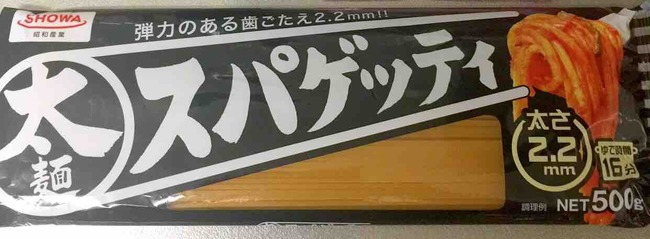 SHOWA
昭和産業
弾力のある歯ごたえ2.2mm!!
太麺
スパゲッティ
太さ
2.2
mm
ゆで時間
16分
調理例
NET500g